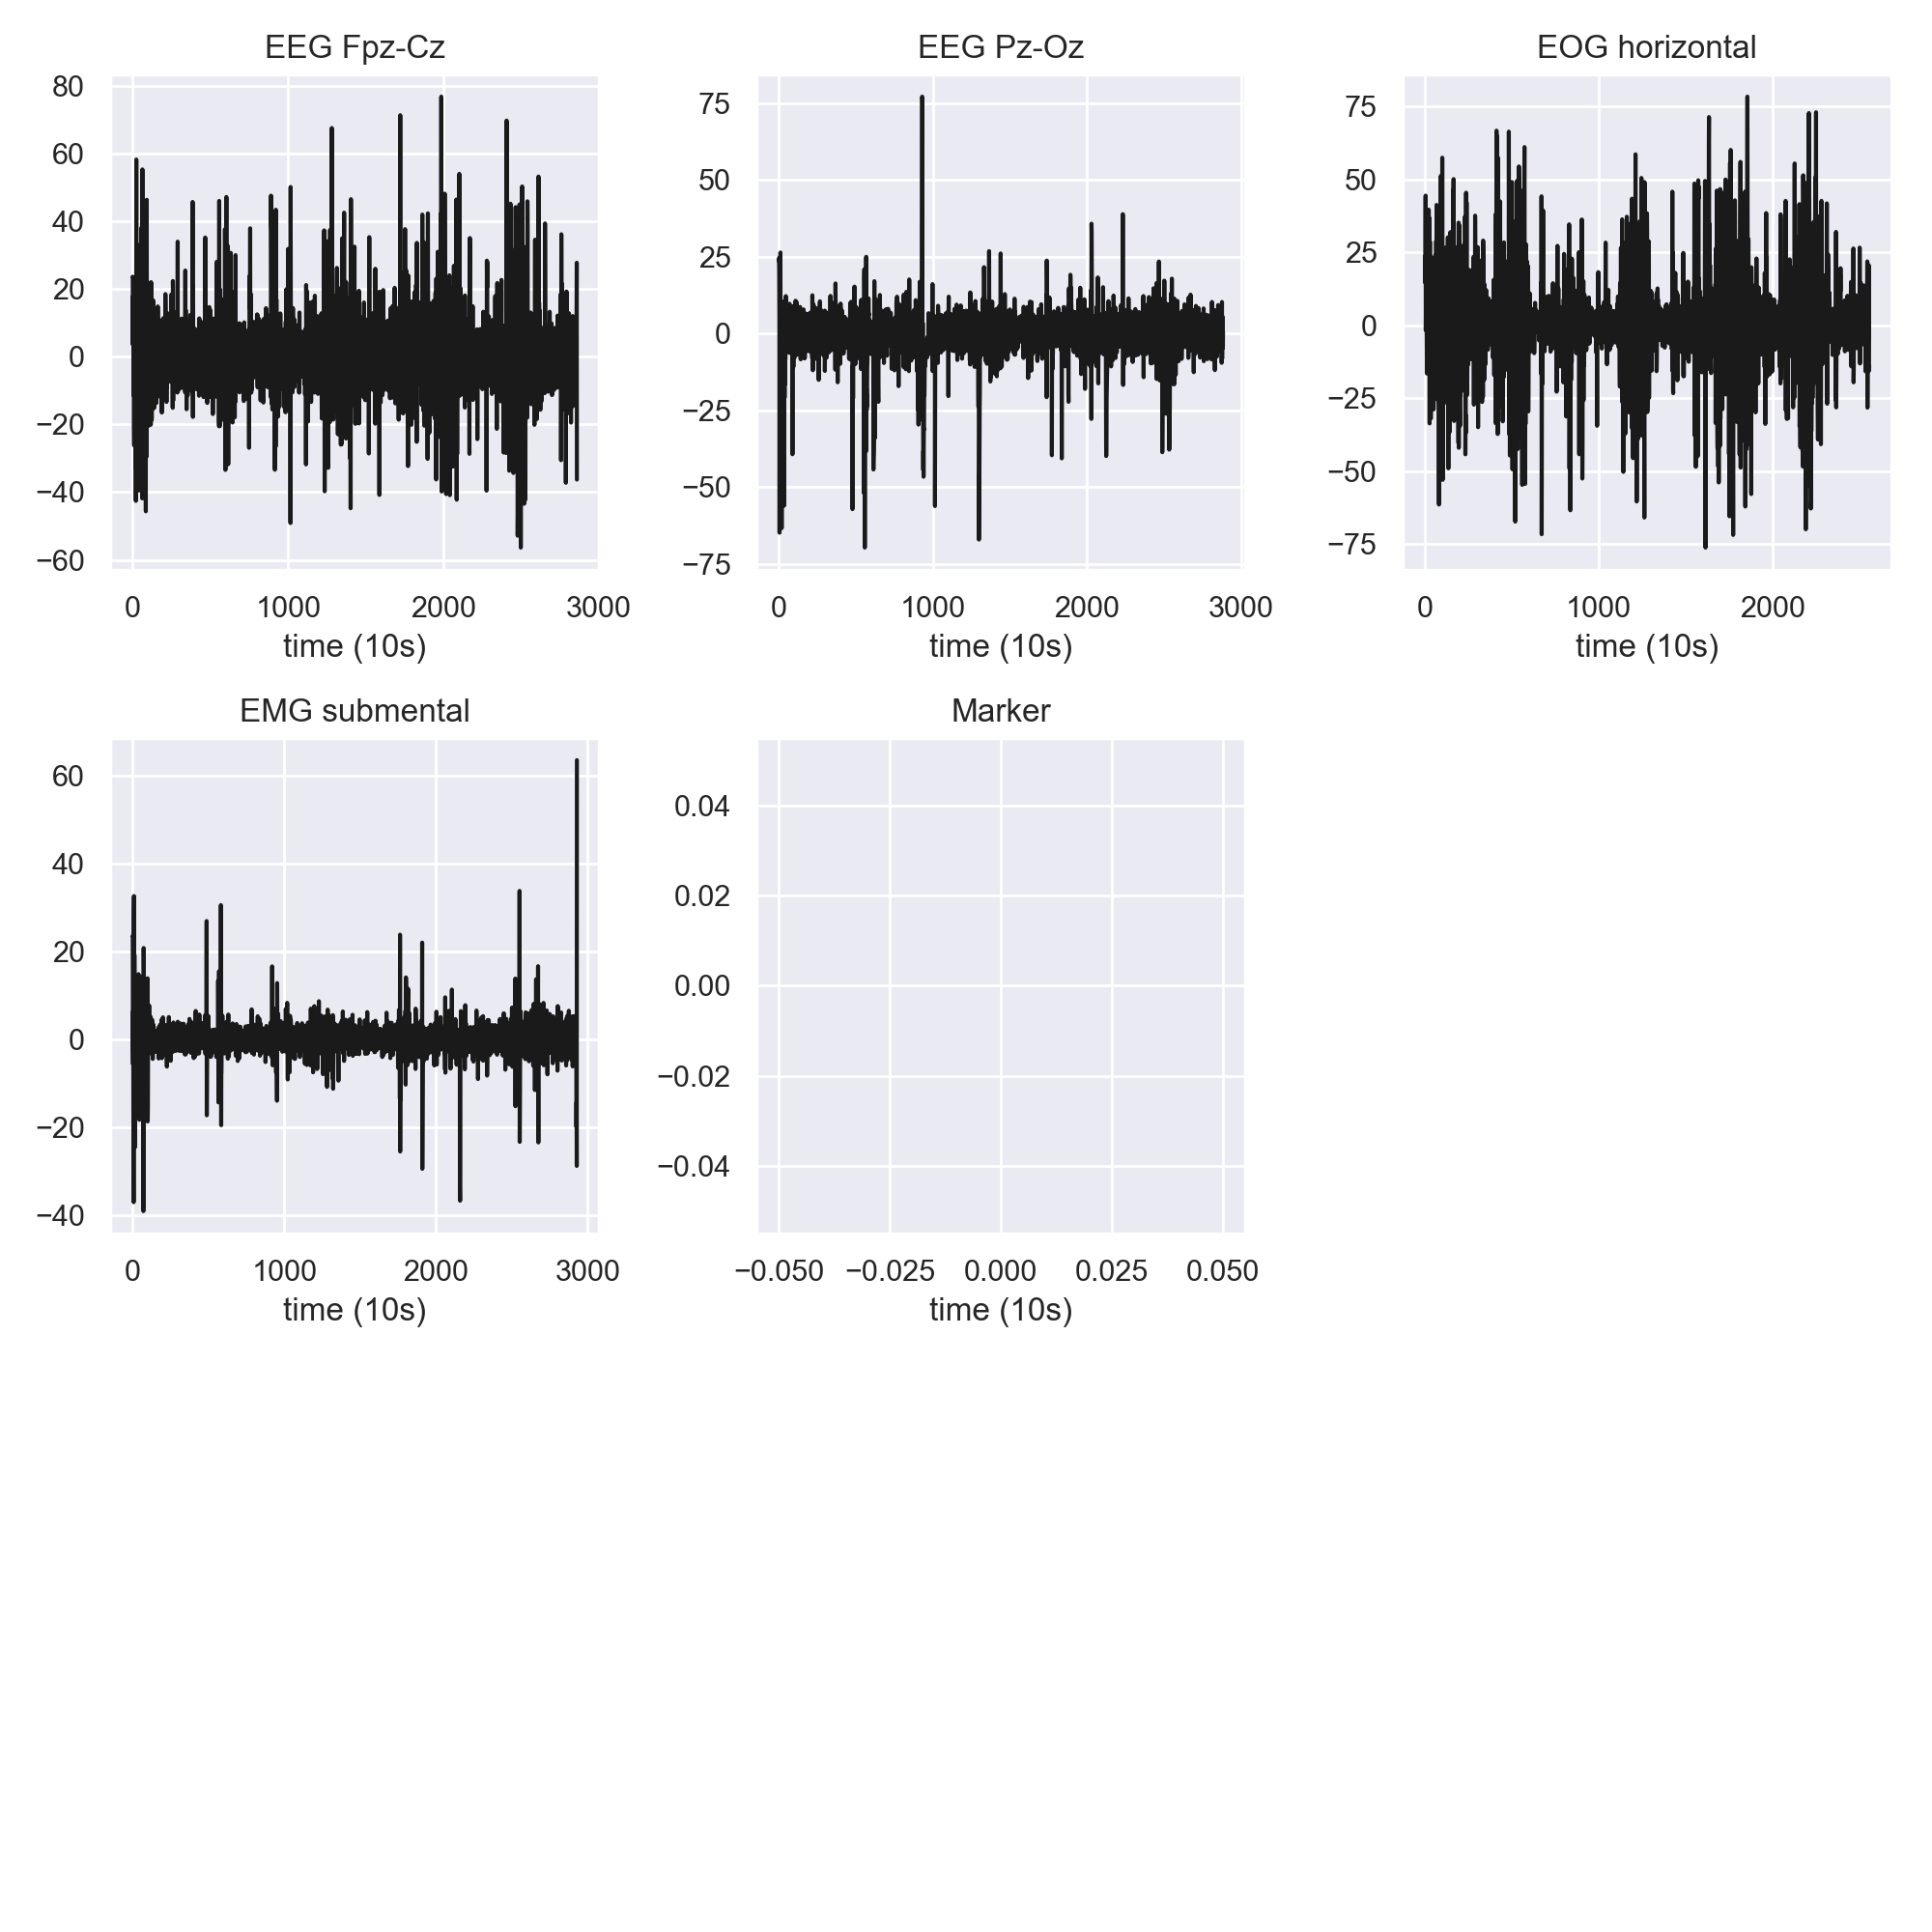 EEG Fpz-Cz
80
60
40
20
0
−20
−40
−60
0 1000 2000 3000
time (10s)
EEG Pz-Oz
75
50
25
0
−25
−50
−75
0 1000 2000 3000
time (10s)
EOG horizontal
75
50
25
0
−25
−50
−75
0 1000 2000
time (10s)
EMG submental
60
40
20
0
−20
−40
0 1000 2000 3000
time (10s)
Marker
0.04
0.02
0.00
−0.02
−0.04
−0.050 −0.025 0.000 0.025 0.050
time (10s)